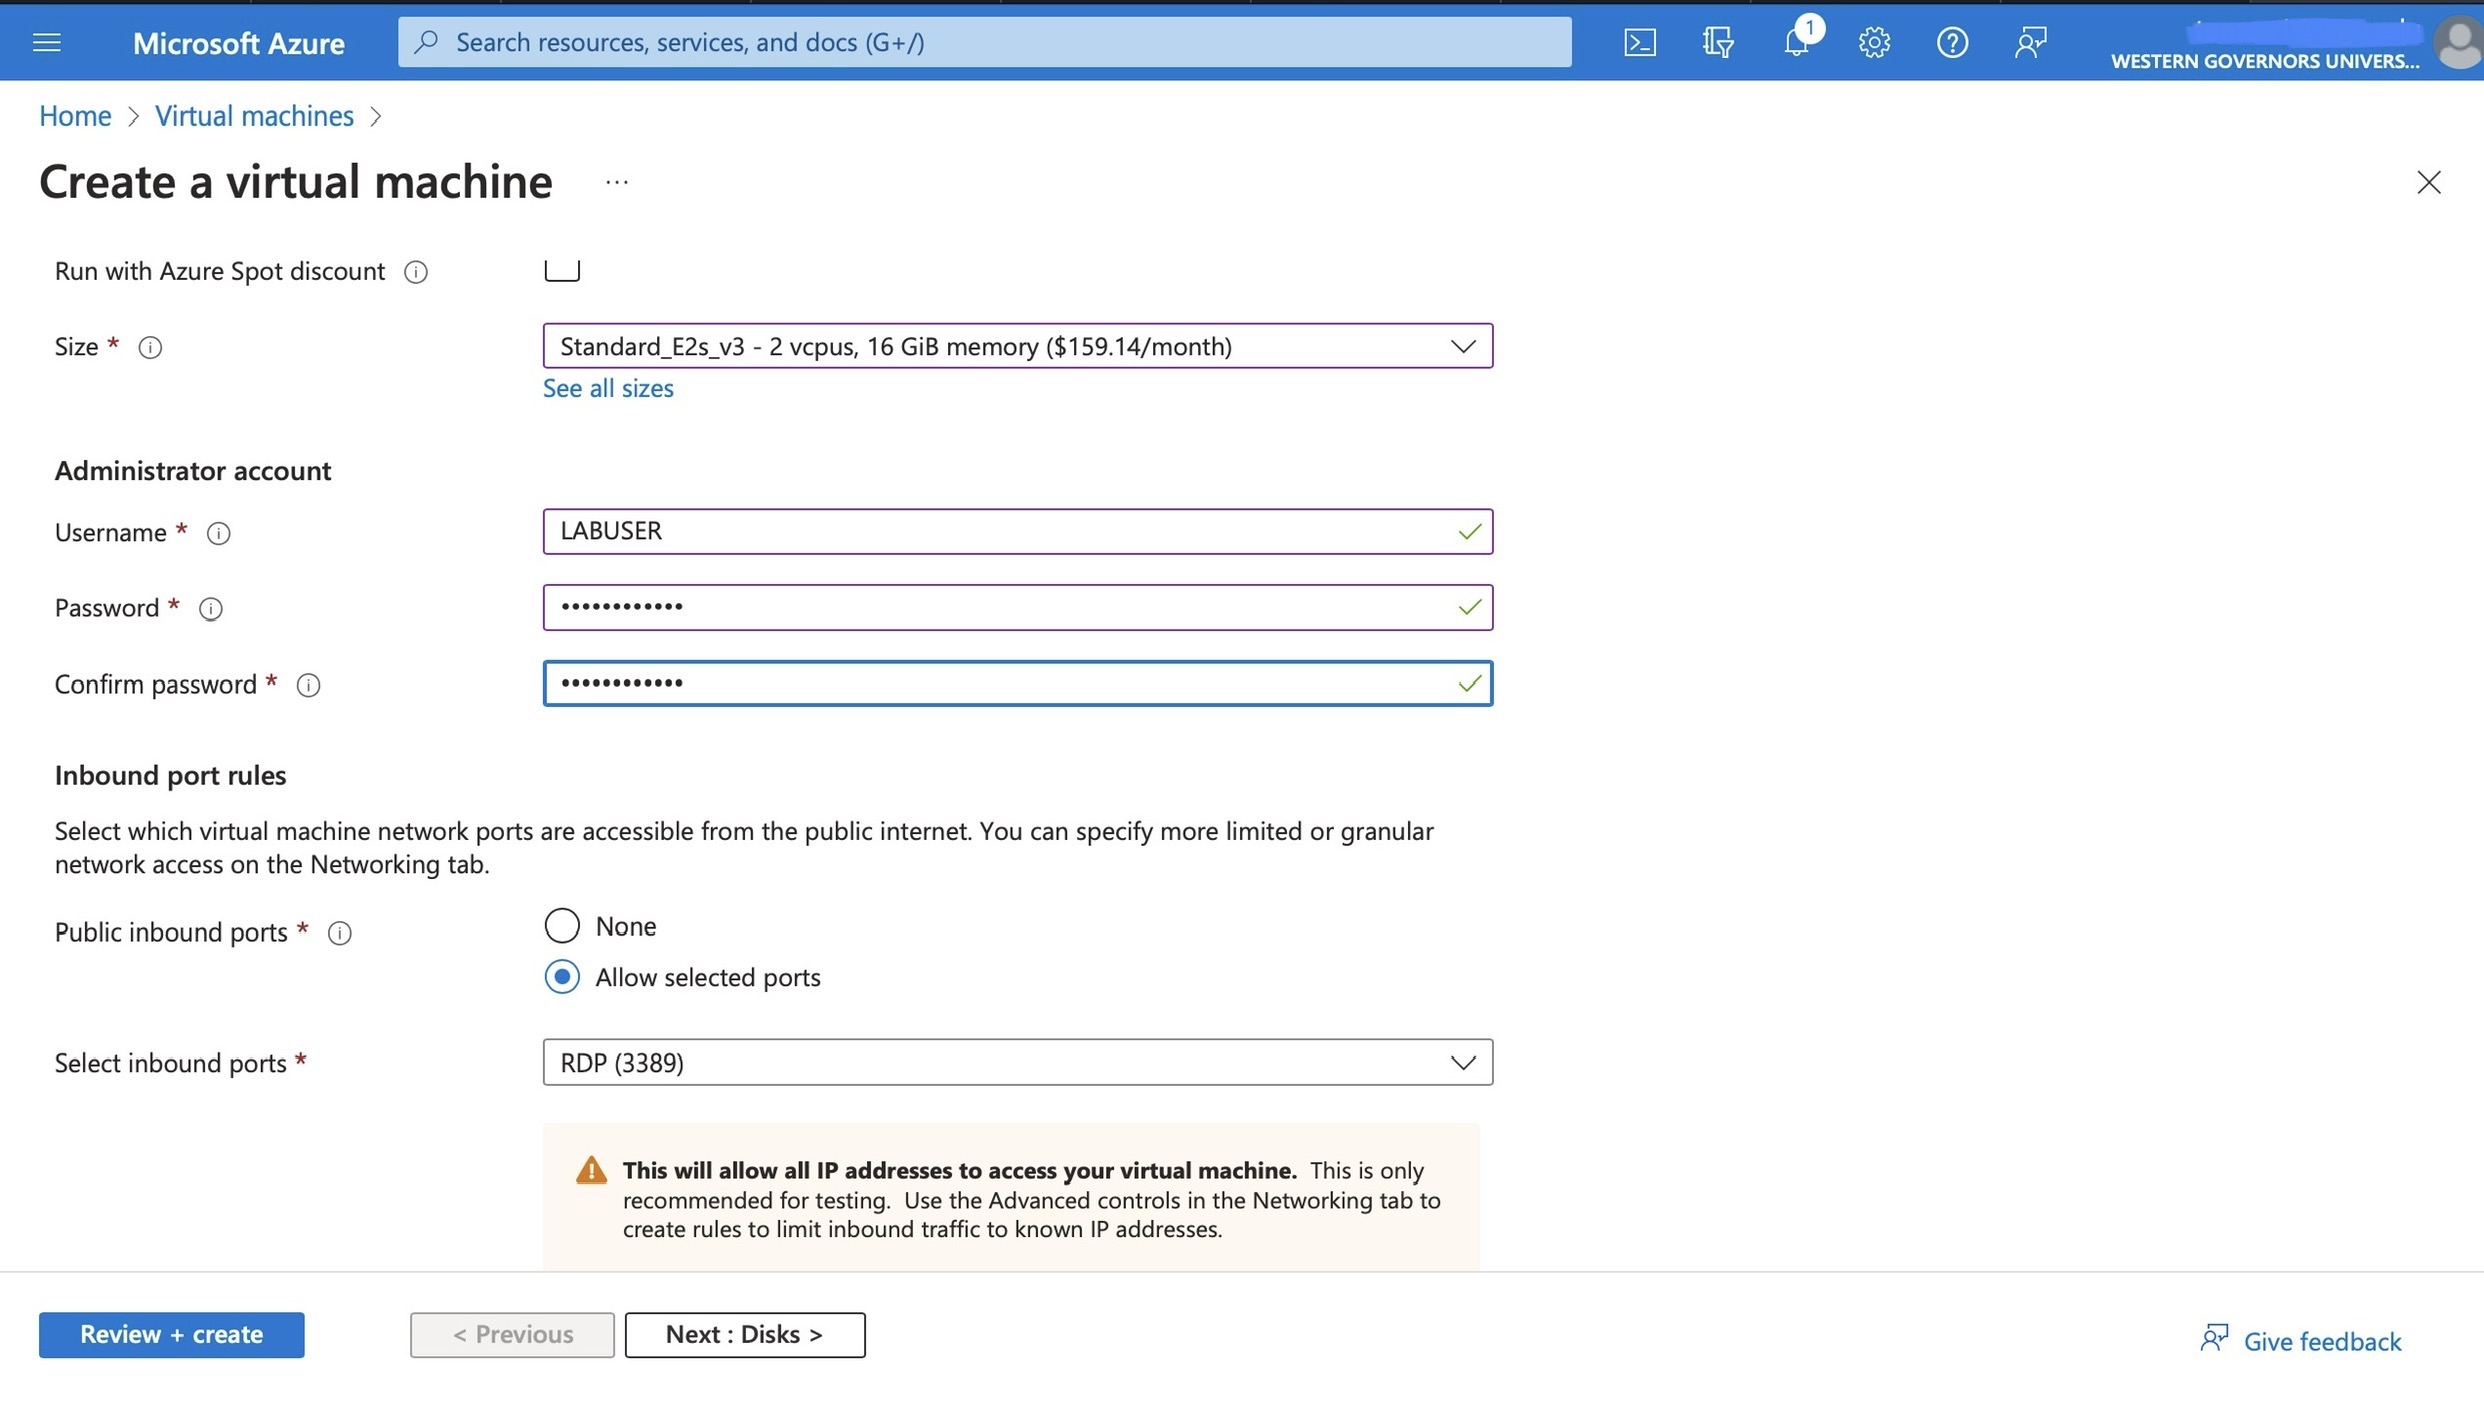 Microsoft Azure
Search resources, services, and docs (G+/)
1
WESTERN GOVERNORS UNIVERS...
Home > Virtual machines >
Create a virtual machine ...
Run with Azure Spot discount
Size * Standard_E2s_v3 - 2 vcpus, 16 GiB memory ($159.14/month)
See all sizes
Administrator account
Username * LABUSER
Password * ••••••••••••
Confirm password * ••••••••••••
Inbound port rules
Select which virtual machine network ports are accessible from the public internet. You can specify more limited or granular
network access on the Networking tab.
Public inbound ports * None
Allow selected ports
Select inbound ports * RDP (3389)
This will allow all IP addresses to access your virtual machine. This is only
recommended for testing. Use the Advanced controls in the Networking tab to
create rules to limit inbound traffic to known IP addresses.
Review + create
< Previous
Next : Disks >
Give feedback